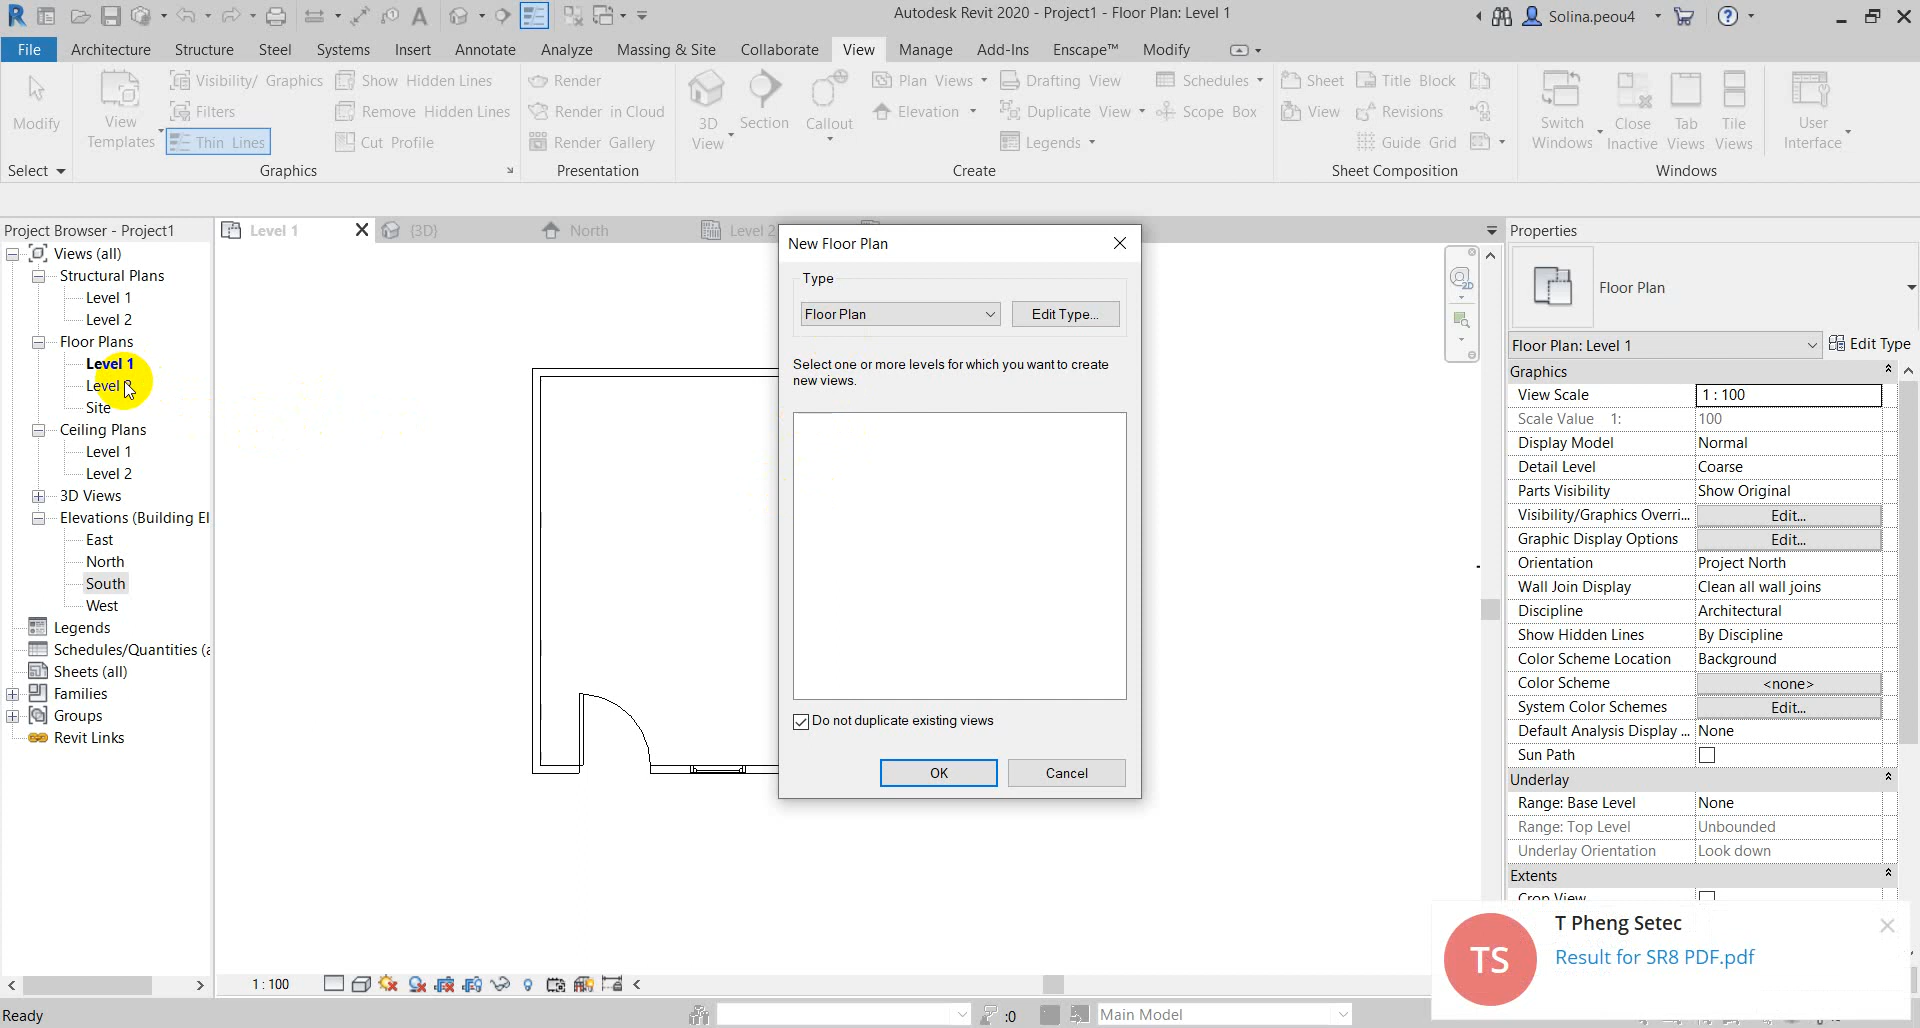 Autodesk Revit 2020 - Project1 - Floor Plan: Level 1
Solina.peou4
File Architecture Structure Steel Systems Insert Annotate Analyze Massing & Site Collaborate View Manage Add-Ins Enscape™ Modify
Modify
View Templates
Visibility/ Graphics
Filters
Thin Lines
Show Hidden Lines
Remove Hidden Lines
Cut Profile
Render
Render in Cloud
Render Gallery
3D View
Section
Callout
Plan Views
Elevation
Drafting View
Duplicate View
Legends
Schedules
Scope Box
Sheet
View
Title Block
Revisions
Guide Grid
Switch Windows
Close Inactive
Tab Views
Tile Views
User Interface
Select
Graphics
Presentation
Create
Sheet Composition
Windows
Project Browser - Project1
Views (all)
Structural Plans
Level 1
Level 2
Floor Plans
Level 1
Level
Site
Ceiling Plans
Level 1
Level 2
3D Views
Elevations (Building El
East
North
South
West
Legends
Schedules/Quantities (a
Sheets (all)
Families
Groups
Revit Links
Level 1
(3D)
North
Level 2
New Floor Plan
Type
Floor Plan
Edit Type...
Select one or more levels for which you want to create
new views.
Do not duplicate existing views
OK
Cancel
2D
Properties
Floor Plan
Floor Plan: Level 1
Edit Type
Graphics
View Scale 1 : 100
Scale Value 1: 100
Display Model Normal
Detail Level Coarse
Parts Visibility Show Original
Visibility/Graphics Overri... Edit...
Graphic Display Options Edit...
Orientation Project North
Wall Join Display Clean all wall joins
Discipline Architectural
Show Hidden Lines By Discipline
Color Scheme Location Background
Color Scheme <none>
System Color Schemes Edit...
Default Analysis Display ... None
Sun Path
Underlay
Range: Base Level None
Range: Top Level Unbounded
Underlay Orientation Look down
Extents
Crop View
TS
T Pheng Setec
Result for SR8 PDF.pdf
1 : 100
Ready
:0
Main Model